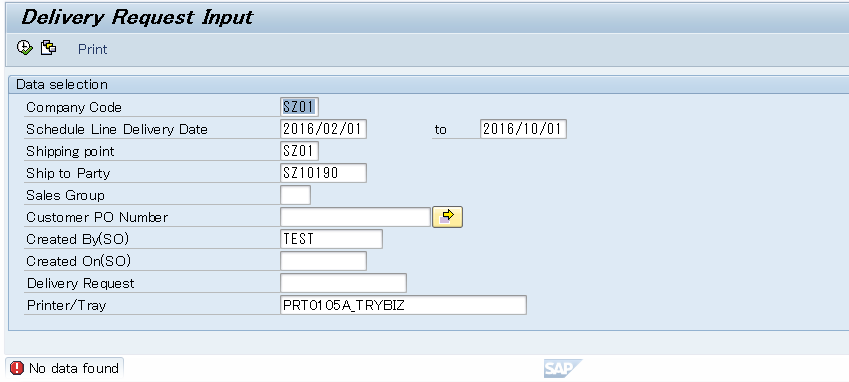 Delivery Request Input
Print
Data selection
Company Code SZ01
Schedule Line Delivery Date 2016/02/01 to 2016/10/01
Shipping point SZ01
Ship to Party SZ10190
Sales Group
Customer PO Number
Created By(SO) TEST
Created On(SO)
Delivery Request
Printer/Tray PRT0105A_TRYBIZ
No data found
SAP